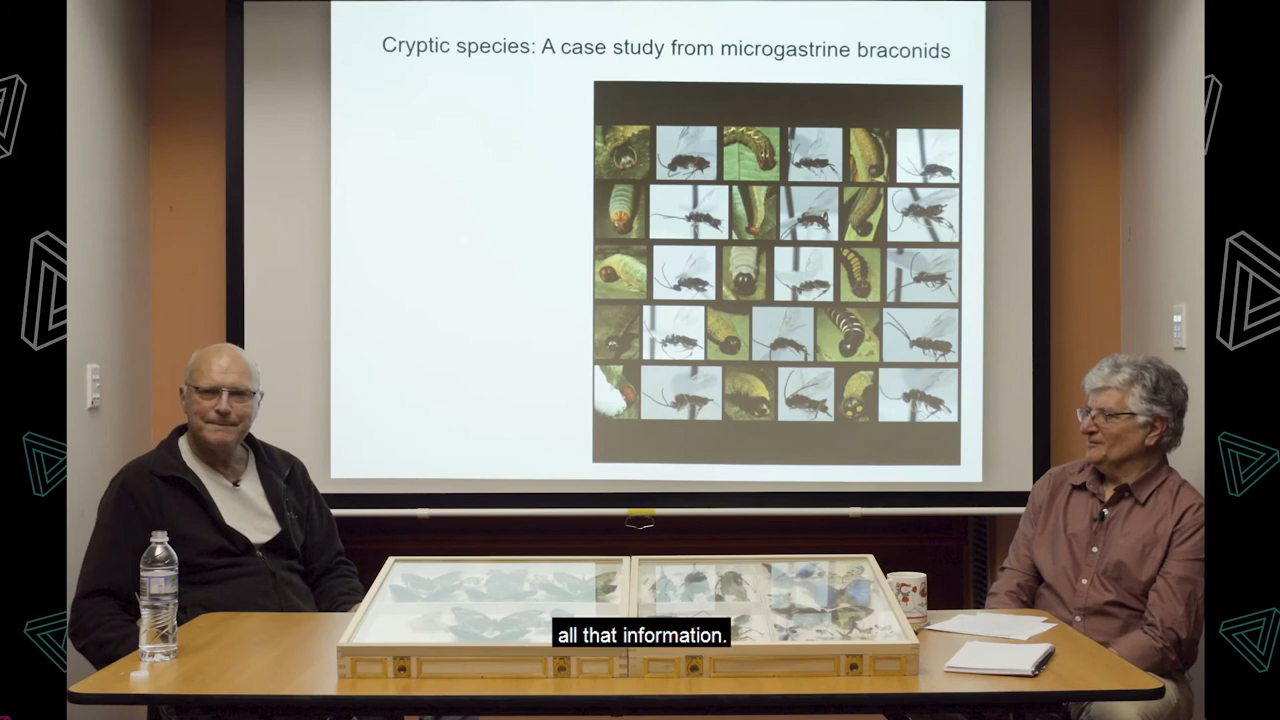 Cryptic species: A case study from microgastrine braconids
all that information.